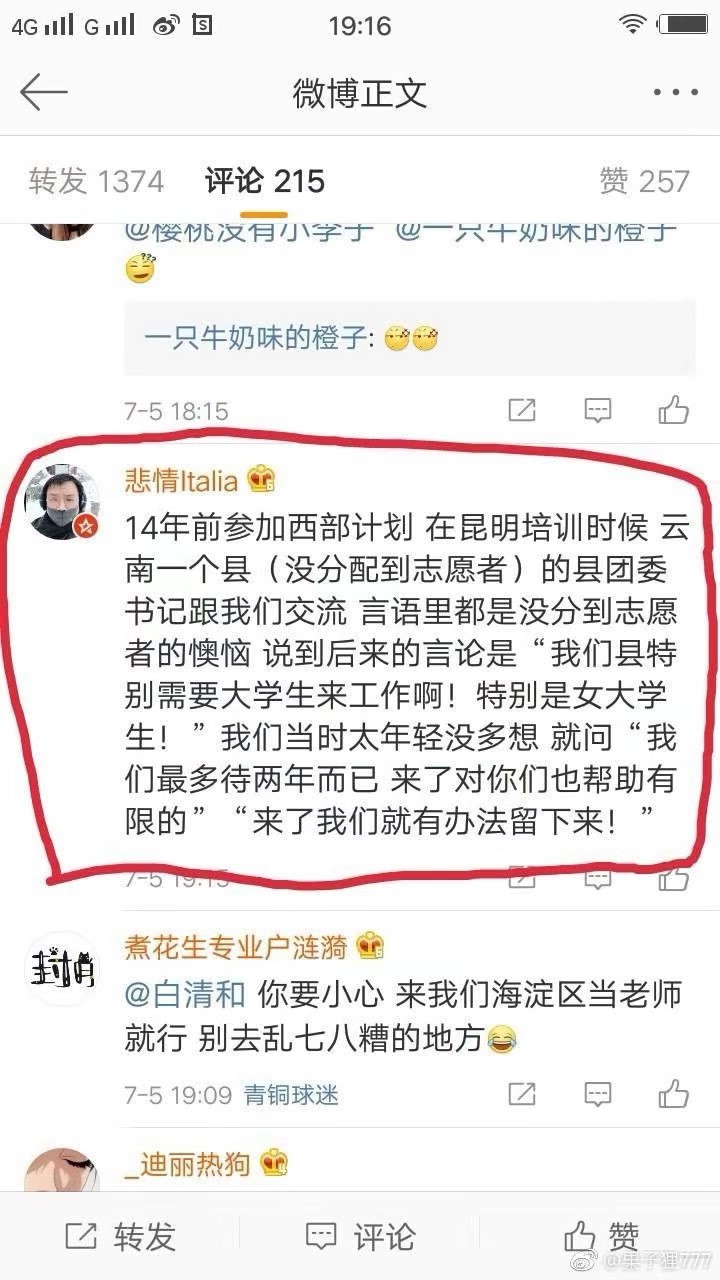 4G G 19:16
微博正文
转发 1374 评论 215 赞 257
@樱桃没有小李子 @一只牛奶味的橙子
一只牛奶味的橙子:
7-5 18:15
悲情Italia
14年前参加西部计划 在昆明培训时候 云
南一个县（没分配到志愿者）的县团委
书记跟我们交流 言语里都是没分到志愿
者的懊恼 说到后来的言论是“我们县特
别需要大学生来工作啊！特别是女大学
生！”我们当时太年轻没多想 就问“我
们最多待两年而已 来了对你们也帮助有
限的”“来了我们就有办法留下来！”
7-5 19:15
煮花生专业户涟漪
@白清和 你要小心 来我们海淀区当老师
就行 别去乱七八糟的地方
7-5 19:09 青铜球迷
_迪丽热狗
转发 评论 赞
@果子狸777